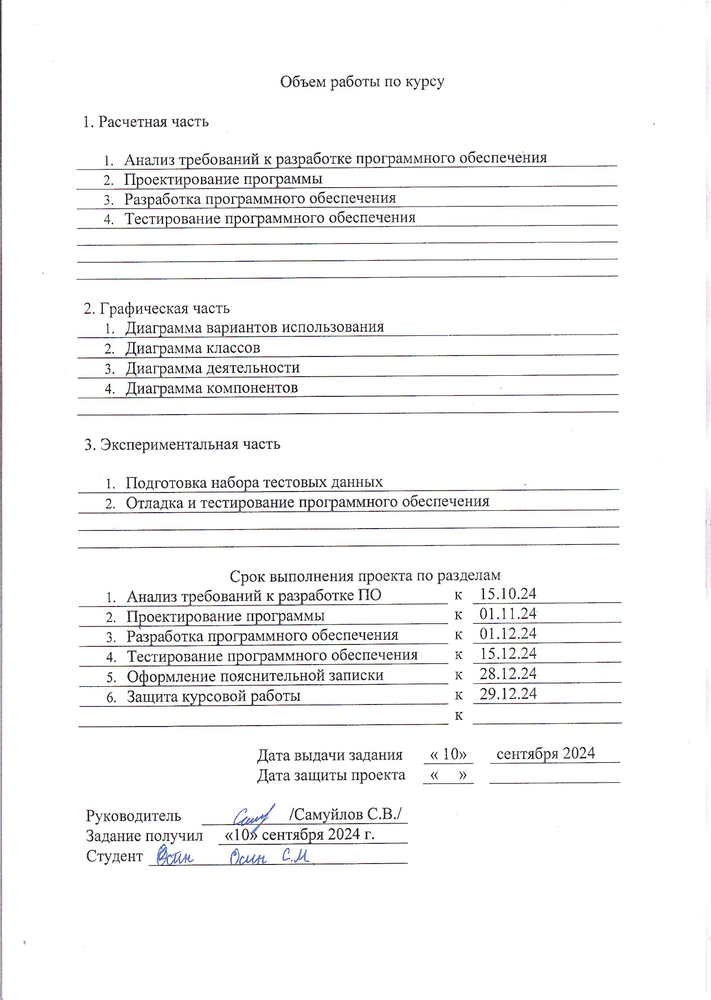 Объем работы по курсу
1. Расчетная часть
1. Анализ требований к разработке программного обеспечения
2. Проектирование программы
3. Разработка программного обеспечения
4. Тестирование программного обеспечения
2. Графическая часть
1. Диаграмма вариантов использования
2. Диаграмма классов
3. Диаграмма деятельности
4. Диаграмма компонентов
3. Экспериментальная часть
1. Подготовка набора тестовых данных
2. Отладка и тестирование программного обеспечения
Срок выполнения проекта по разделам
1. Анализ требований к разработке ПО к 15.10.24
2. Проектирование программы к 01.11.24
3. Разработка программного обеспечения к 01.12.24
4. Тестирование программного обеспечения к 15.12.24
5. Оформление пояснительной записки к 28.12.24
6. Защита курсовой работы к 29.12.24
к
Дата выдачи задания « 10» сентября 2024
Дата защиты проекта « »
Руководитель /Самуйлов С.В./
Задание получил «10» сентября 2024 г.
Студент Осин Осин С.М.